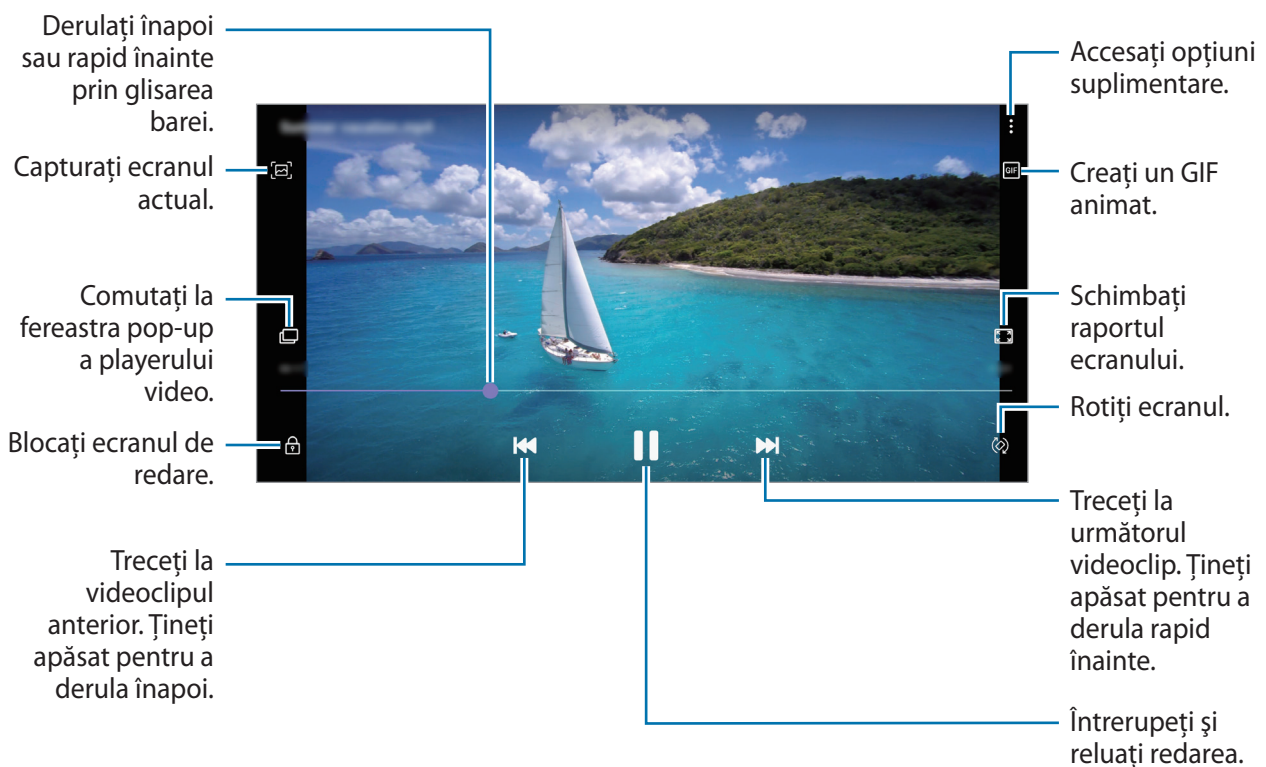 Derulați înapoi
sau rapid înainte
prin glisarea
barei.
Capturați ecranul
actual.
Comutați la
fereastra pop-up
a playerului
video.
Blocați ecranul de
redare.
Treceți la
videoclipul
anterior. Țineți
apăsat pentru a
derula înapoi.
Accesați opțiuni
suplimentare.
GIF
Creați un GIF
animat.
Schimbați
raportul
ecranului.
Rotiți ecranul.
Treceți la
următorul
videoclip. Țineți
apăsat pentru a
derula rapid
înainte.
Întrerupeți şi
reluați redarea.